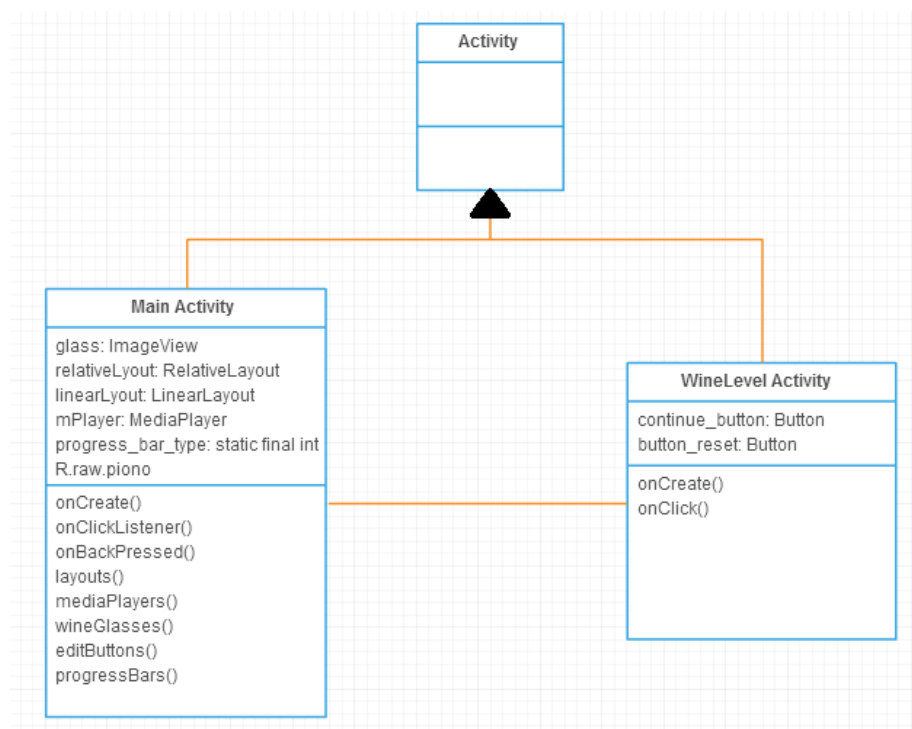 Activity
Main Activity
glass: ImageView
relativeLyout: RelativeLayout
linearLyout: LinearLayout
mPlayer: MediaPlayer
progress_bar_type: static final int
R.raw.piono
onCreate()
onClickListener()
onBackPressed()
layouts()
mediaPlayers()
wineGlasses()
editButtons()
progressBars()
WineLevel Activity
continue_button: Button
button_reset: Button
onCreate()
onClick()